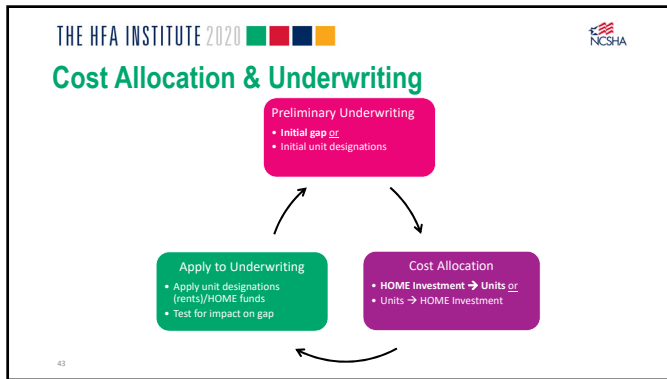 THE HFA INSTITUTE 2020
NCSHA
Cost Allocation & Underwriting
Preliminary Underwriting
• Initial gap or
• Initial unit designations
Apply to Underwriting
• Apply unit designations
(rents)/HOME funds
• Test for impact on gap
Cost Allocation
• HOME Investment → Units or
• Units → HOME Investment
43